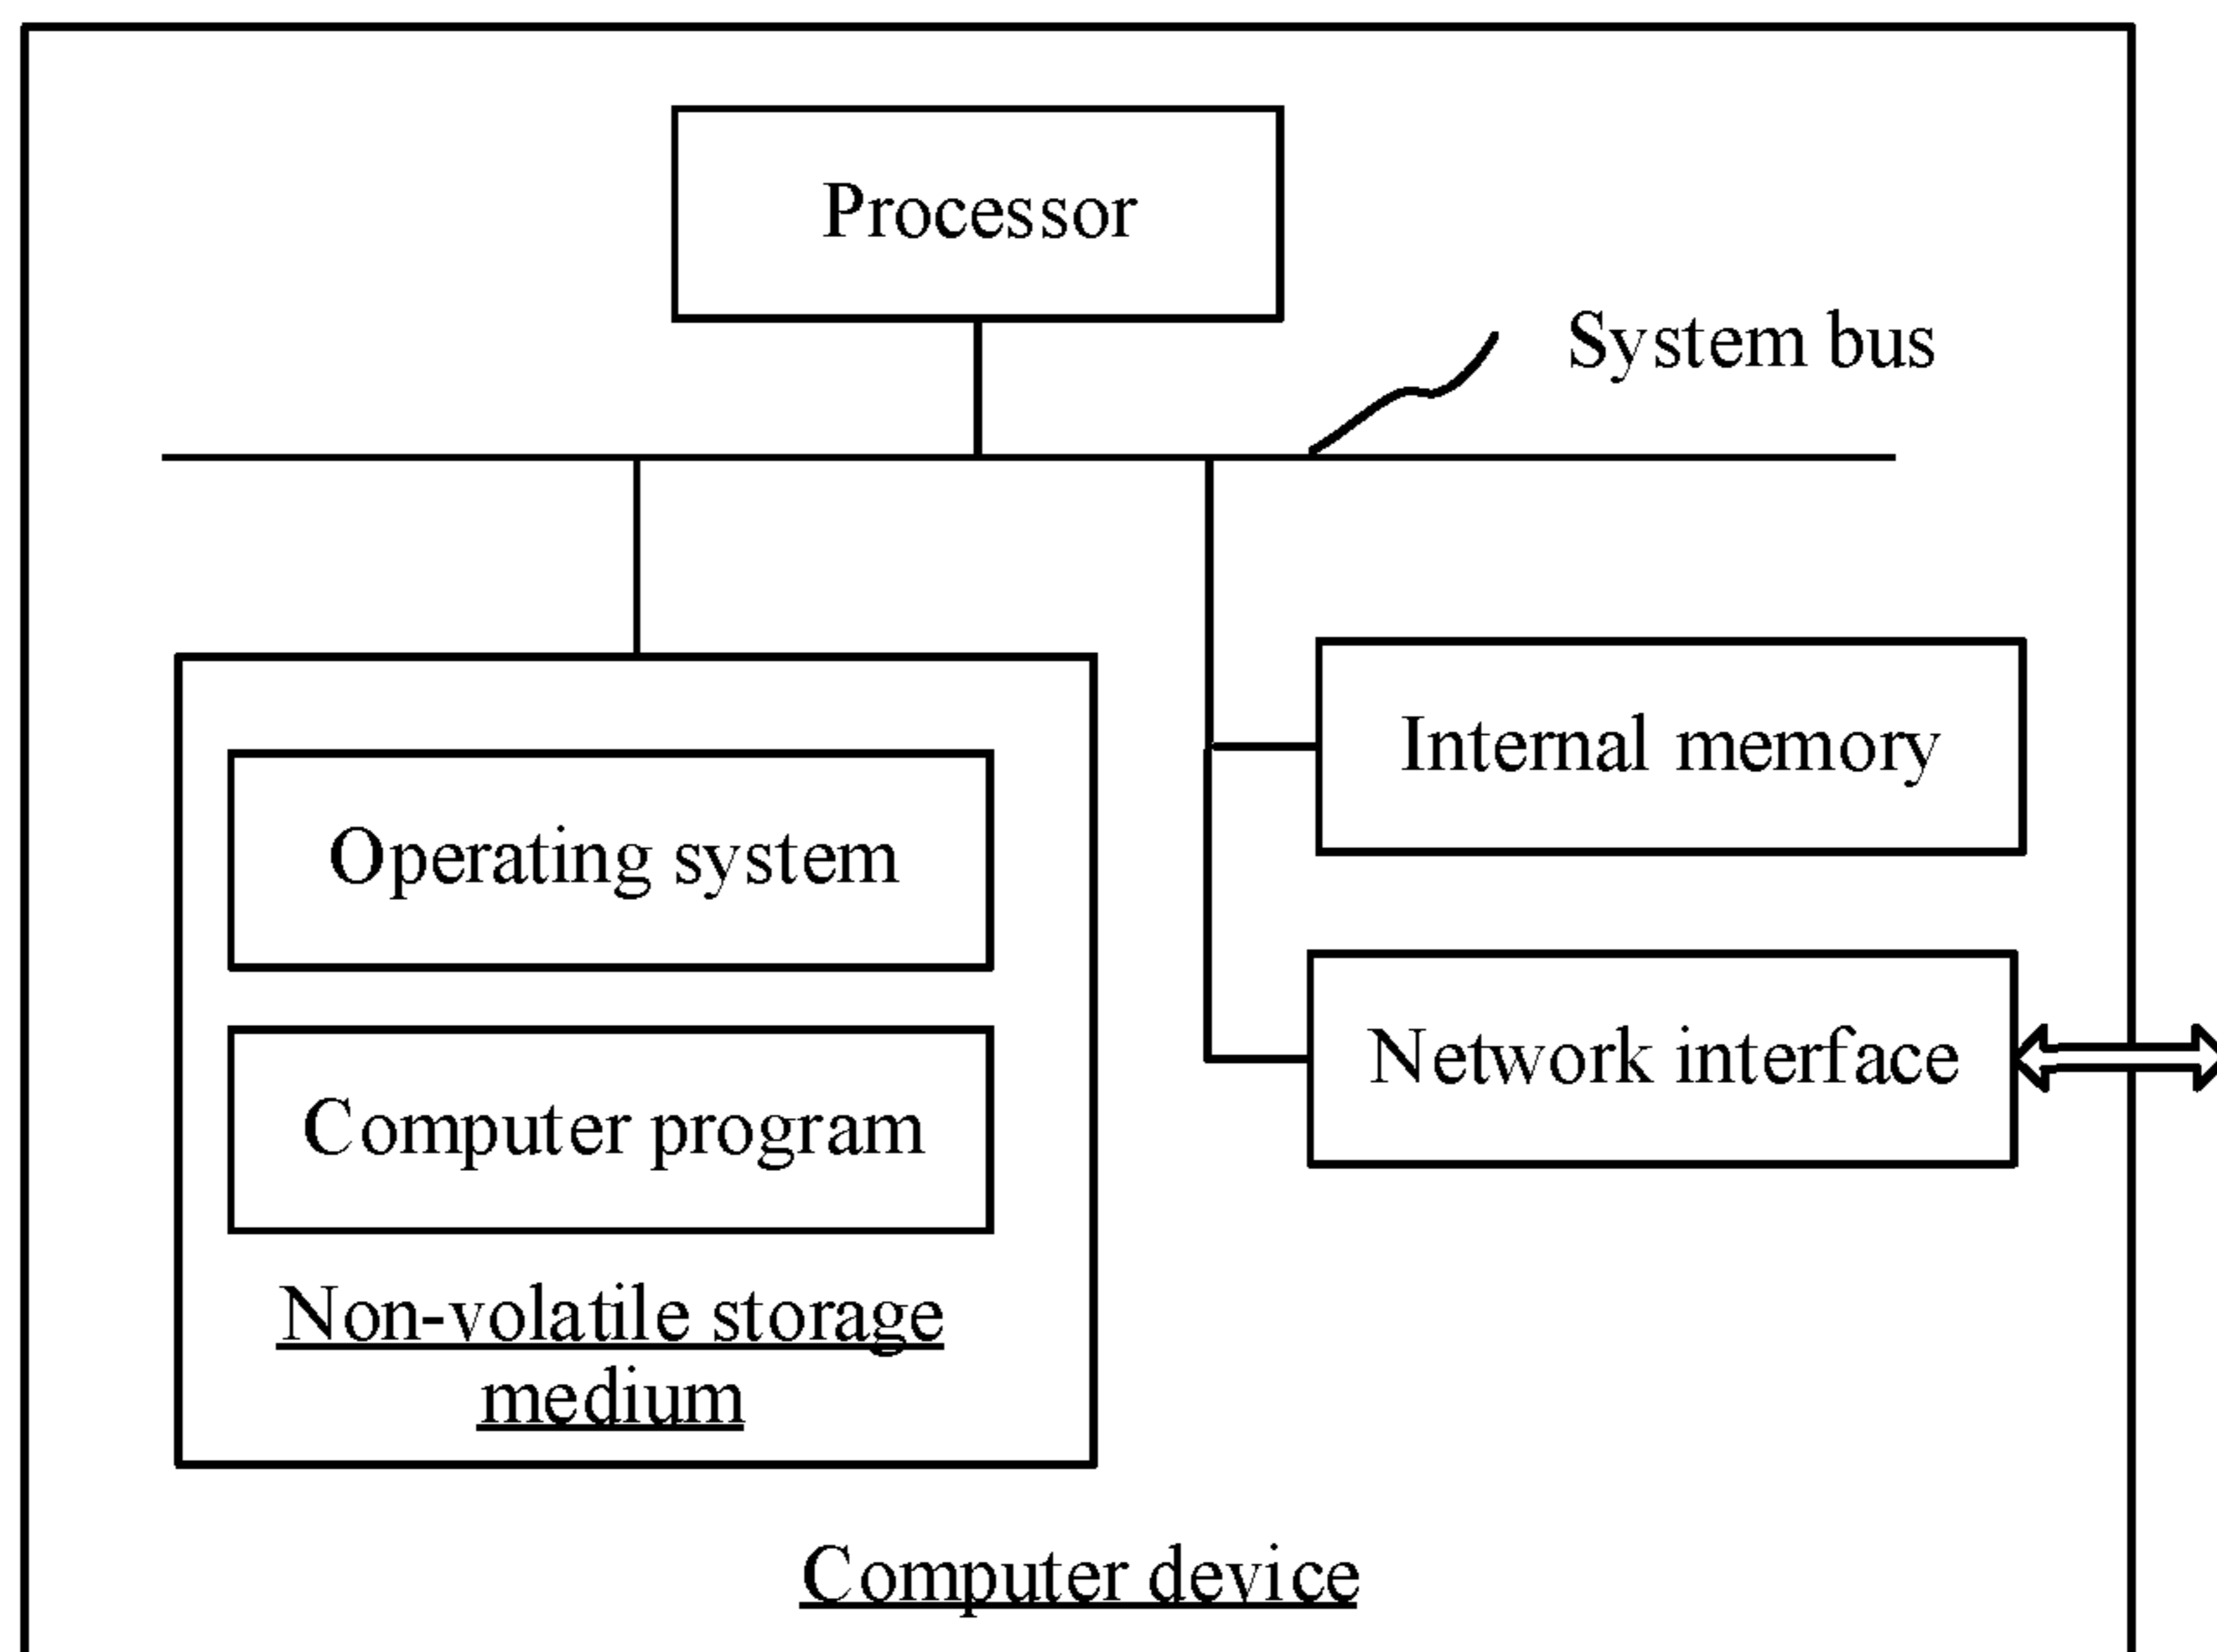 Processor
System bus
Internal memory
Operating system
Network interface
Computer program
Non-volatile storage
medium
Computer device